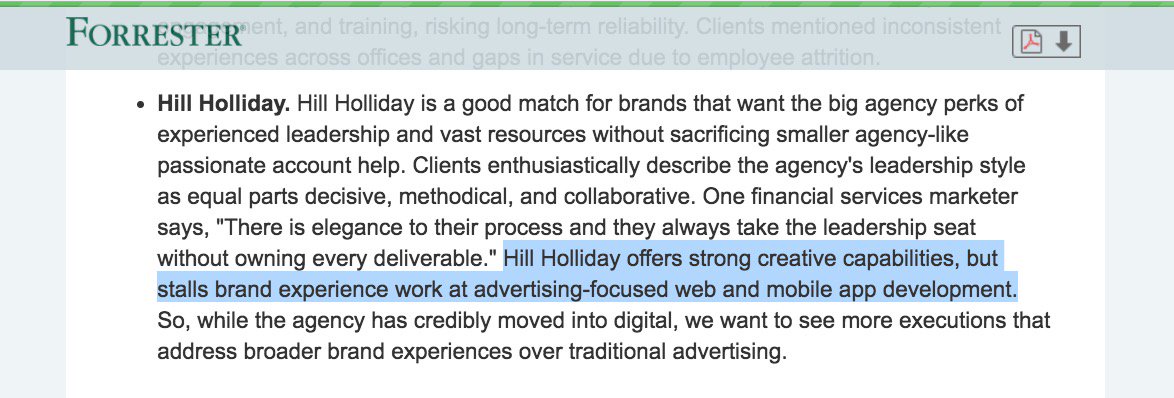 engagement, and training, risking long-term reliability. Clients mentioned inconsistent
FORRESTER®
experiences across offices and gaps in service due to employee attrition.
• Hill Holliday. Hill Holliday is a good match for brands that want the big agency perks of
experienced leadership and vast resources without sacrificing smaller agency-like
passionate account help. Clients enthusiastically describe the agency's leadership style
as equal parts decisive, methodical, and collaborative. One financial services marketer
says, "There is elegance to their process and they always take the leadership seat
without owning every deliverable." Hill Holliday offers strong creative capabilities, but
stalls brand experience work at advertising-focused web and mobile app development.
So, while the agency has credibly moved into digital, we want to see more executions that
address broader brand experiences over traditional advertising.